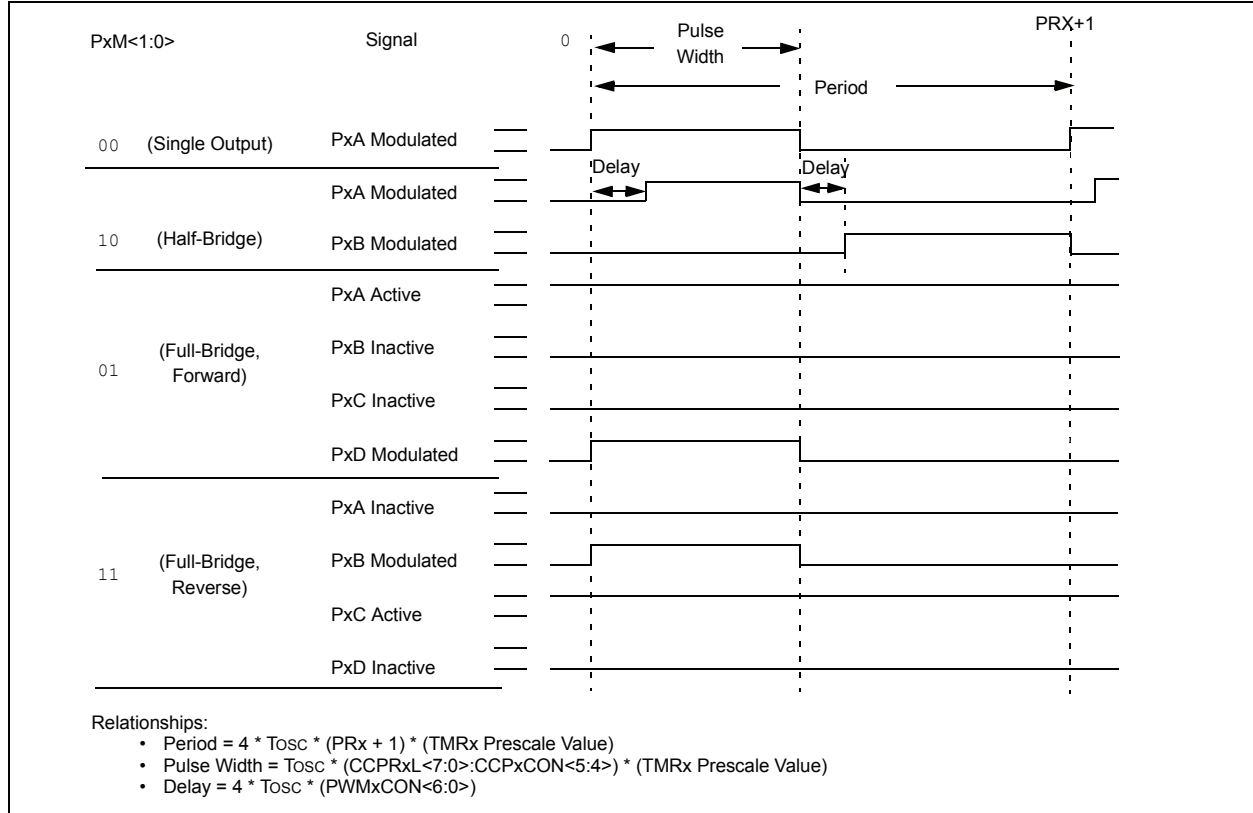 PxM<1:0> Signal 0 Pulse Width PRX+1
Period
00 (Single Output) PxA Modulated
Delay Delay
PxA Modulated
10 (Half-Bridge) PxB Modulated
PxA Active
01 (Full-Bridge, Forward) PxB Inactive
PxC Inactive
PxD Modulated
PxA Inactive
11 (Full-Bridge, Reverse) PxB Modulated
PxC Active
PxD Inactive
Relationships:
• Period = 4 * TOSC * (PRx + 1) * (TMRx Prescale Value)
• Pulse Width = TOSC * (CCPRxL<7:0>:CCPxCON<5:4>) * (TMRx Prescale Value)
• Delay = 4 * TOSC * (PWMxCON<6:0>)